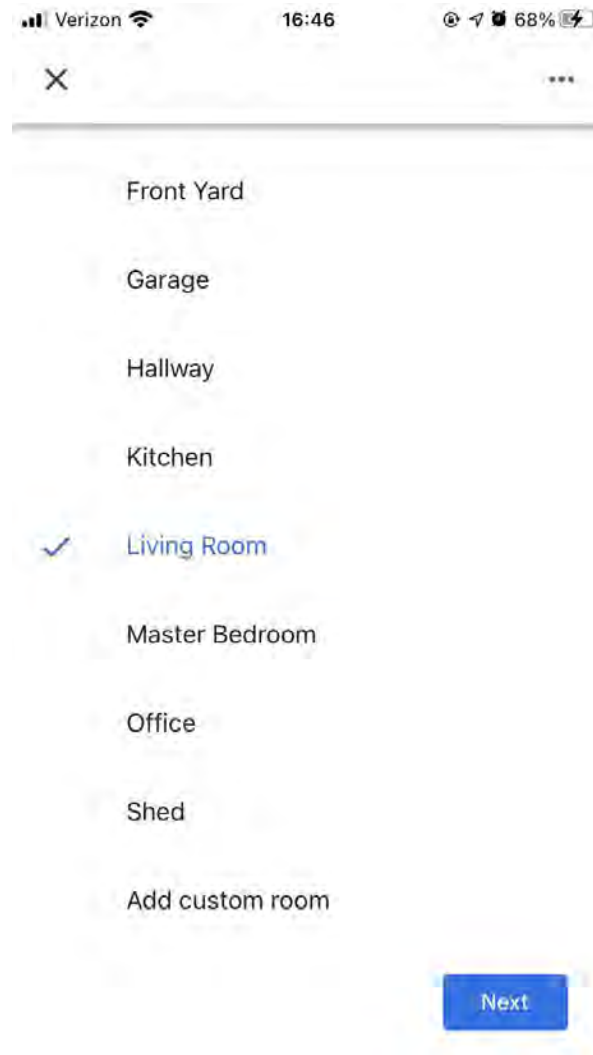 Verizon 16:46 68%
Front Yard
Garage
Hallway
Kitchen
Living Room
Master Bedroom
Office
Shed
Add custom room
Next